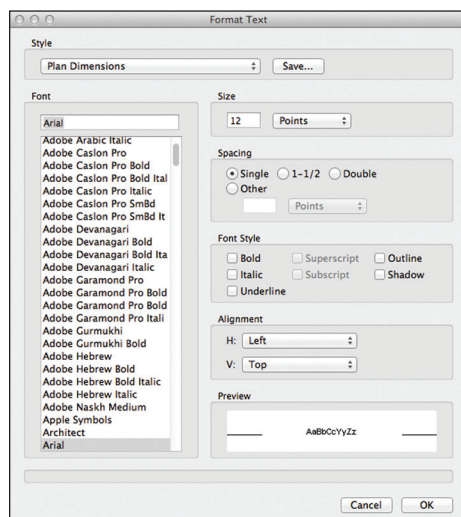 Format Text
Style
Plan Dimensions
Save...
Font
Arial
Adobe Arabic Italic
Adobe Caslon Pro
Adobe Caslon Pro Bold
Adobe Caslon Pro Bold Ital
Adobe Caslon Pro Italic
Adobe Caslon Pro SmBd
Adobe Caslon Pro SmBd It
Adobe Devanagari
Adobe Devanagari Bold
Adobe Devanagari Bold Ita
Adobe Devanagari Italic
Adobe Garamond Pro
Adobe Garamond Pro Bold
Adobe Garamond Pro Bold
Adobe Garamond Pro Itali
Adobe Gurmukhi
Adobe Gurmukhi Bold
Adobe Hebrew
Adobe Hebrew Bold
Adobe Hebrew Bold Italic
Adobe Hebrew Italic
Adobe Naskh Medium
Apple Symbols
Architect
Arial
Size
12 Points
Spacing
Single 1-1/2 Double
Other
Points
Font Style
Bold Superscript Outline
Italic Subscript Shadow
Underline
Alignment
H: Left
V: Top
Preview
AaBbCcYyZz
Cancel OK